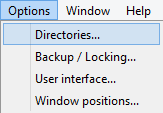 Options Window Help
Directories...
Backup / Locking...
User interface...
Window positions...